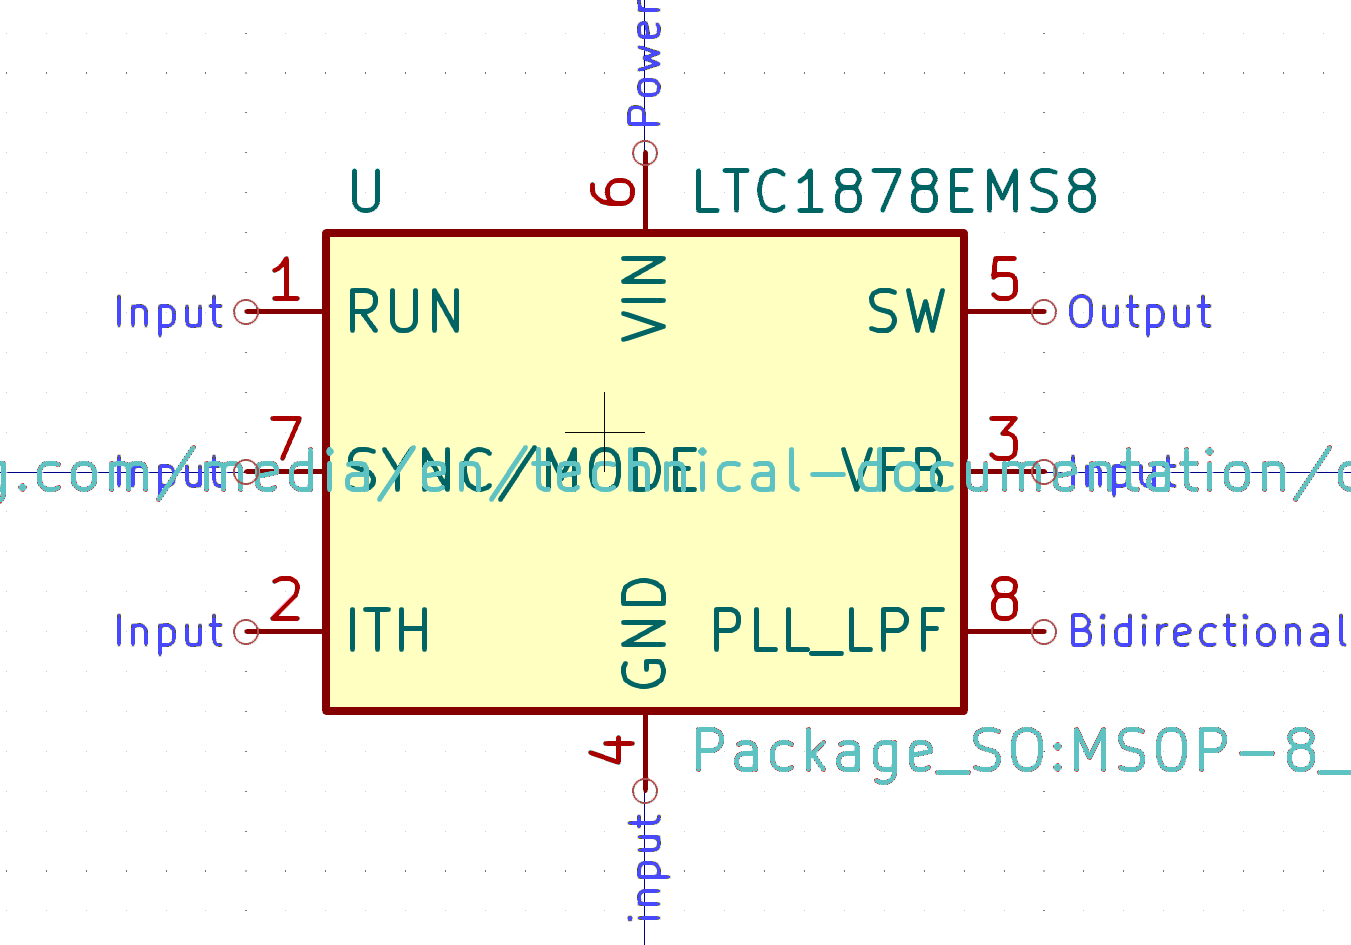 Power
U
6
LTC1878EMS8
1
VIN
5
Input
RUN
SW
Output
7
3
Input
SYNC/MODE
VFB
Input
g.com/media/en/technical-documentation/d
2
GND
8
Input
ITH
PLL_LPF
Bidirectional
4
Package_SO:MSOP-8_
input